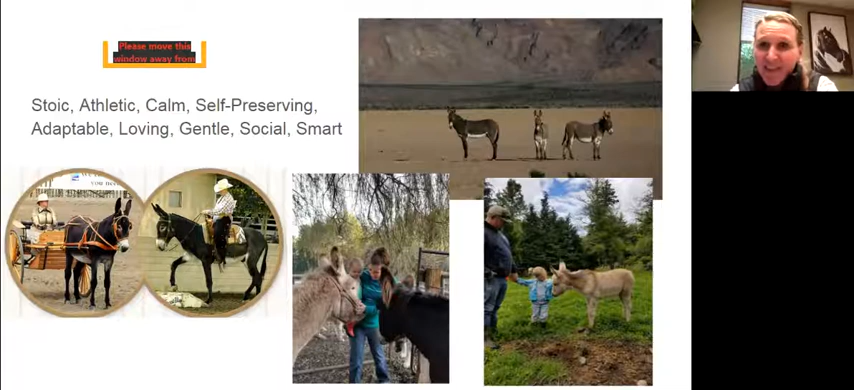 Please move this
window away from
Stoic, Athletic, Calm, Self-Preserving,
Adaptable, Loving, Gentle, Social, Smart